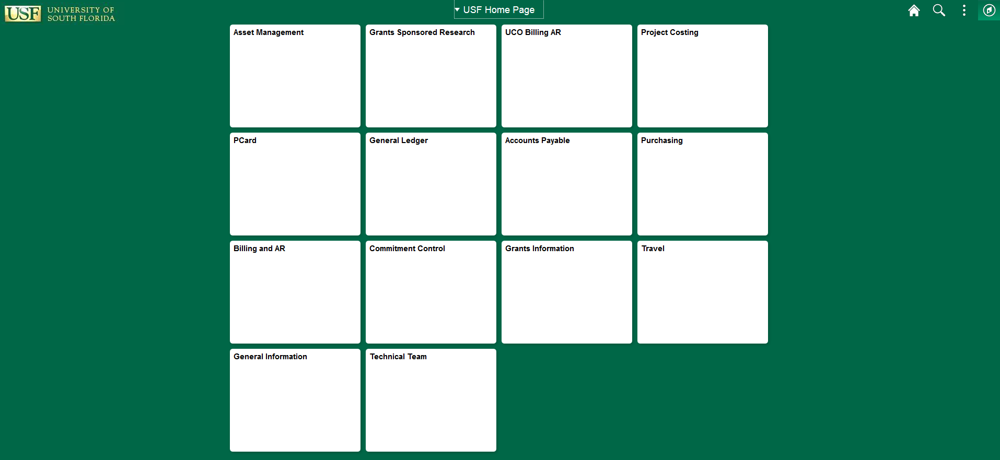 USF UNIVERSITY OF
SOUTH FLORIDA
USF Home Page
Asset Management
Grants Sponsored Research
UCO Billing AR
Project Costing
PCard
General Ledger
Accounts Payable
Purchasing
Billing and AR
Commitment Control
Grants Information
Travel
General Information
Technical Team